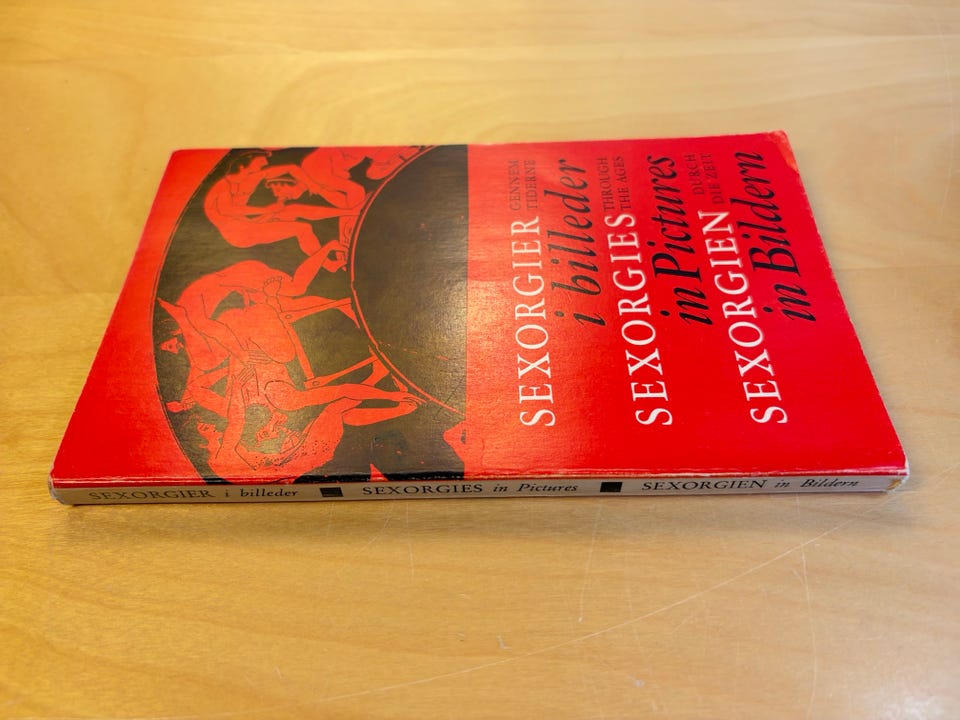 SEXORGIER
GENNEM
TIDERNE
i billeder
SEXORGIES
THROUGH
THE AGES
in Pictures
SEXORGIEN
DURCH
DIE ZEIT
in Bildern
SEXORGIER i billeder ■ SEXORGIES in Pictures ■ SEXORGIEN in Bildern